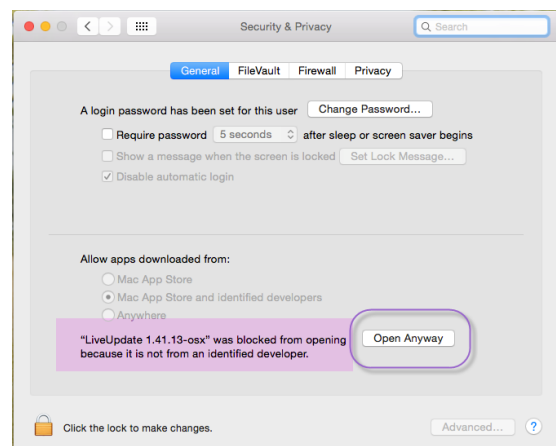 Security & Privacy
Search
General FileVault Firewall Privacy
A login password has been set for this user Change Password...
Require password 5 seconds after sleep or screen saver begins
Show a message when the screen is locked Set Lock Message...
Disable automatic login
Allow apps downloaded from:
Mac App Store
Mac App Store and identified developers
Anywhere
“LiveUpdate 1.41.13-osx” was blocked from opening Open Anyway
because it is not from an identified developer.
Click the lock to make changes. Advanced... ?